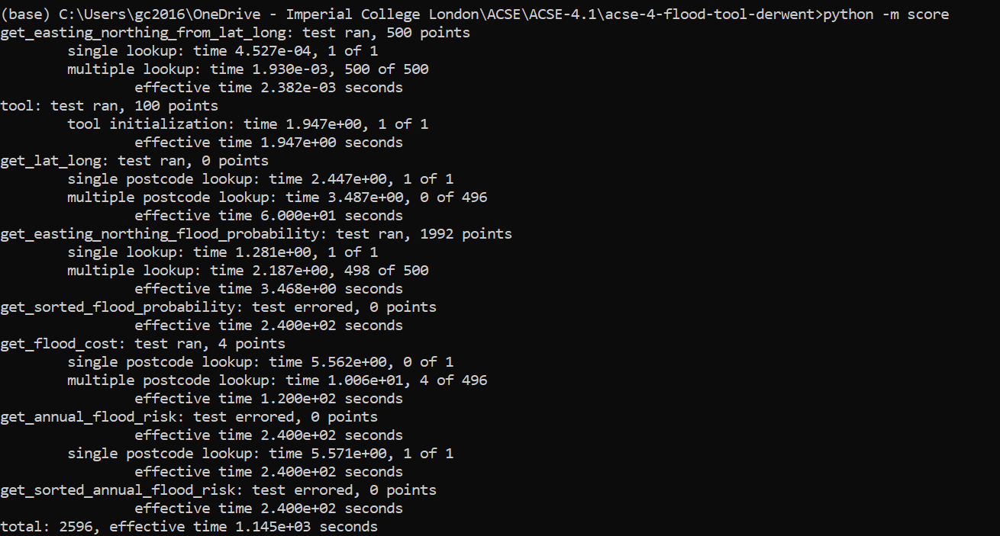 (base) C:\Users\gc2016\OneDrive - Imperial College London\ACSE\ACSE-4.1\acse-4-flood-tool-derwent>python -m score
get_easting_northing_from_lat_long: test ran, 500 points
        single lookup: time 4.527e-04, 1 of 1
        multiple lookup: time 1.930e-03, 500 of 500
                effective time 2.382e-03 seconds
tool: test ran, 100 points
        tool initialization: time 1.947e+00, 1 of 1
                effective time 1.947e+00 seconds
get_lat_long: test ran, 0 points
        single postcode lookup: time 2.447e+00, 1 of 1
        multiple postcode lookup: time 3.487e+00, 0 of 496
                effective time 6.000e+01 seconds
get_easting_northing_flood_probability: test ran, 1992 points
        single lookup: time 1.281e+00, 1 of 1
        multiple lookup: time 2.187e+00, 498 of 500
                effective time 3.468e+00 seconds
get_sorted_flood_probability: test errored, 0 points
                effective time 2.400e+02 seconds
get_flood_cost: test ran, 4 points
        single postcode lookup: time 5.562e+00, 0 of 1
        multiple postcode lookup: time 1.006e+01, 4 of 496
                effective time 1.200e+02 seconds
get_annual_flood_risk: test errored, 0 points
                effective time 2.400e+02 seconds
        single postcode lookup: time 5.571e+00, 1 of 1
                effective time 2.400e+02 seconds
get_sorted_annual_flood_risk: test errored, 0 points
                effective time 2.400e+02 seconds
total: 2596, effective time 1.145e+03 seconds